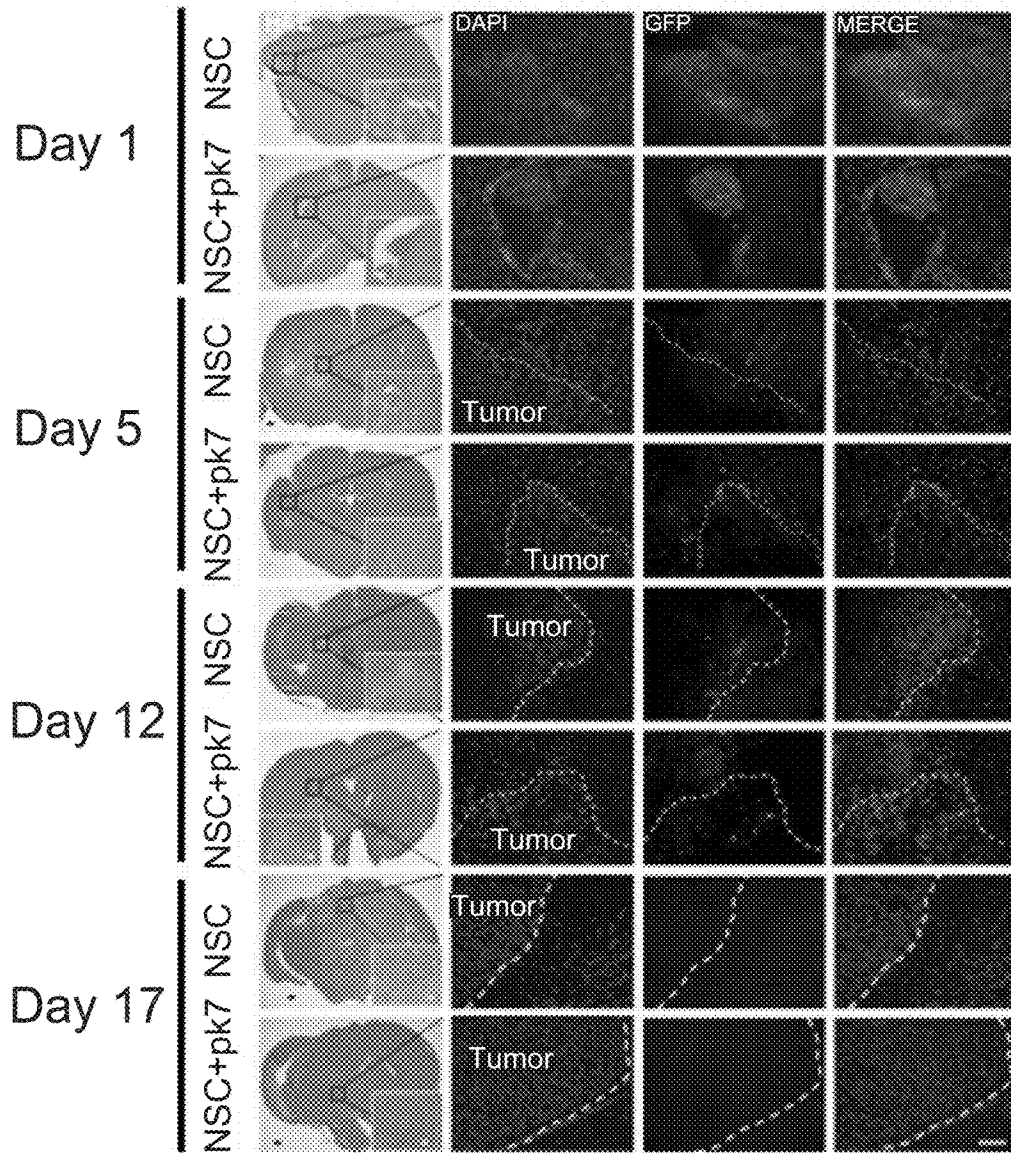 DAPI GFP MERGE
Day 1
NSC
NSC+pk7
Day 5
NSC
Tumor
NSC+pk7
Tumor
Day 12
NSC
Tumor
NSC+pk7
Tumor
Day 17
NSC
Tumor
NSC+pk7
Tumor